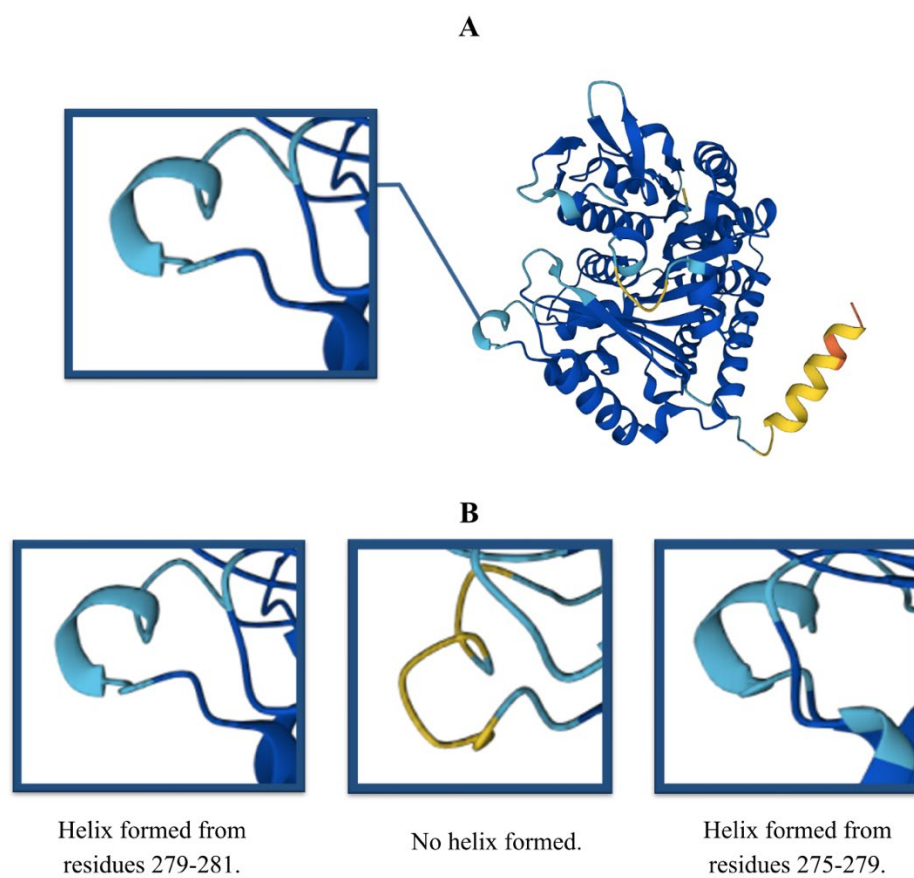 A
B
Helix formed from
residues 279-281.
No helix formed.
Helix formed from
residues 275-279.